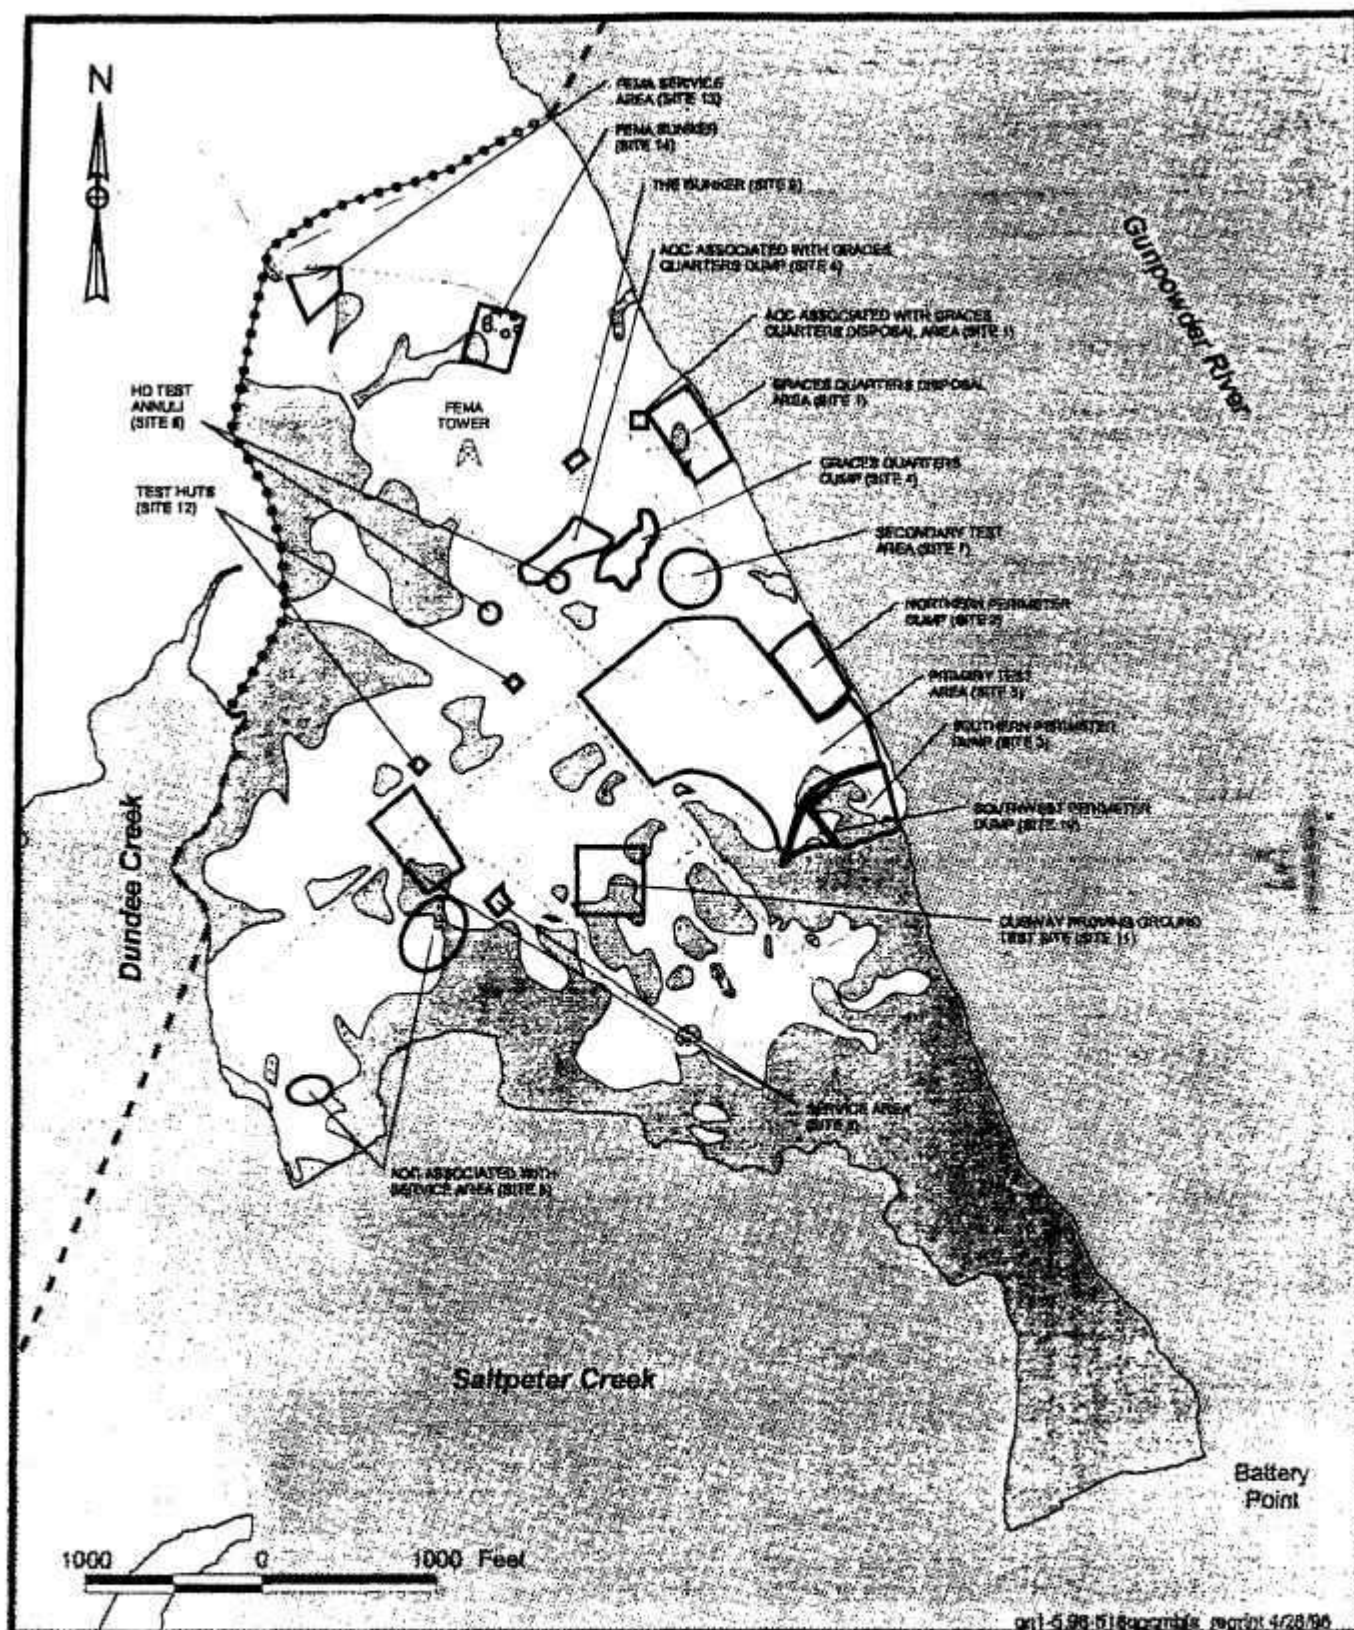 N
FEMA SERVICE
AREA (SITE 13)
FEMA BUNKER
(SITE 14)
THE BUNKER (SITE 9)
AOC ASSOCIATED WITH GRACES
QUARTERS DUMP (SITE 4)
AOC ASSOCIATED WITH GRACES
QUARTERS DISPOSAL AREA (SITE 1)
GRACES QUARTERS DISPOSAL
AREA (SITE 1)
GRACES QUARTERS
DUMP (SITE 4)
SECONDARY TEST
AREA (SITE 7)
NORTHERN PERIMETER
DUMP (SITE 2)
PRIMARY TEST
AREA (SITE 5)
SOUTHERN PERIMETER
DUMP (SITE 3)
SOUTHWEST PERIMETER
DUMP (SITE 10)
DUGWAY PROVING GROUND
TEST SITE (SITE 11)
SERVICE AREA
AOC ASSOCIATED WITH
SERVICE AREA
HD TEST
ANNULI
(SITE 8)
TEST HUTS
(SITE 12)
FEMA
TOWER
Gunpowder River
Dundee Creek
Saltpeter Creek
Battery
Point
1000 0 1000 Feet
reprint 4/26/96